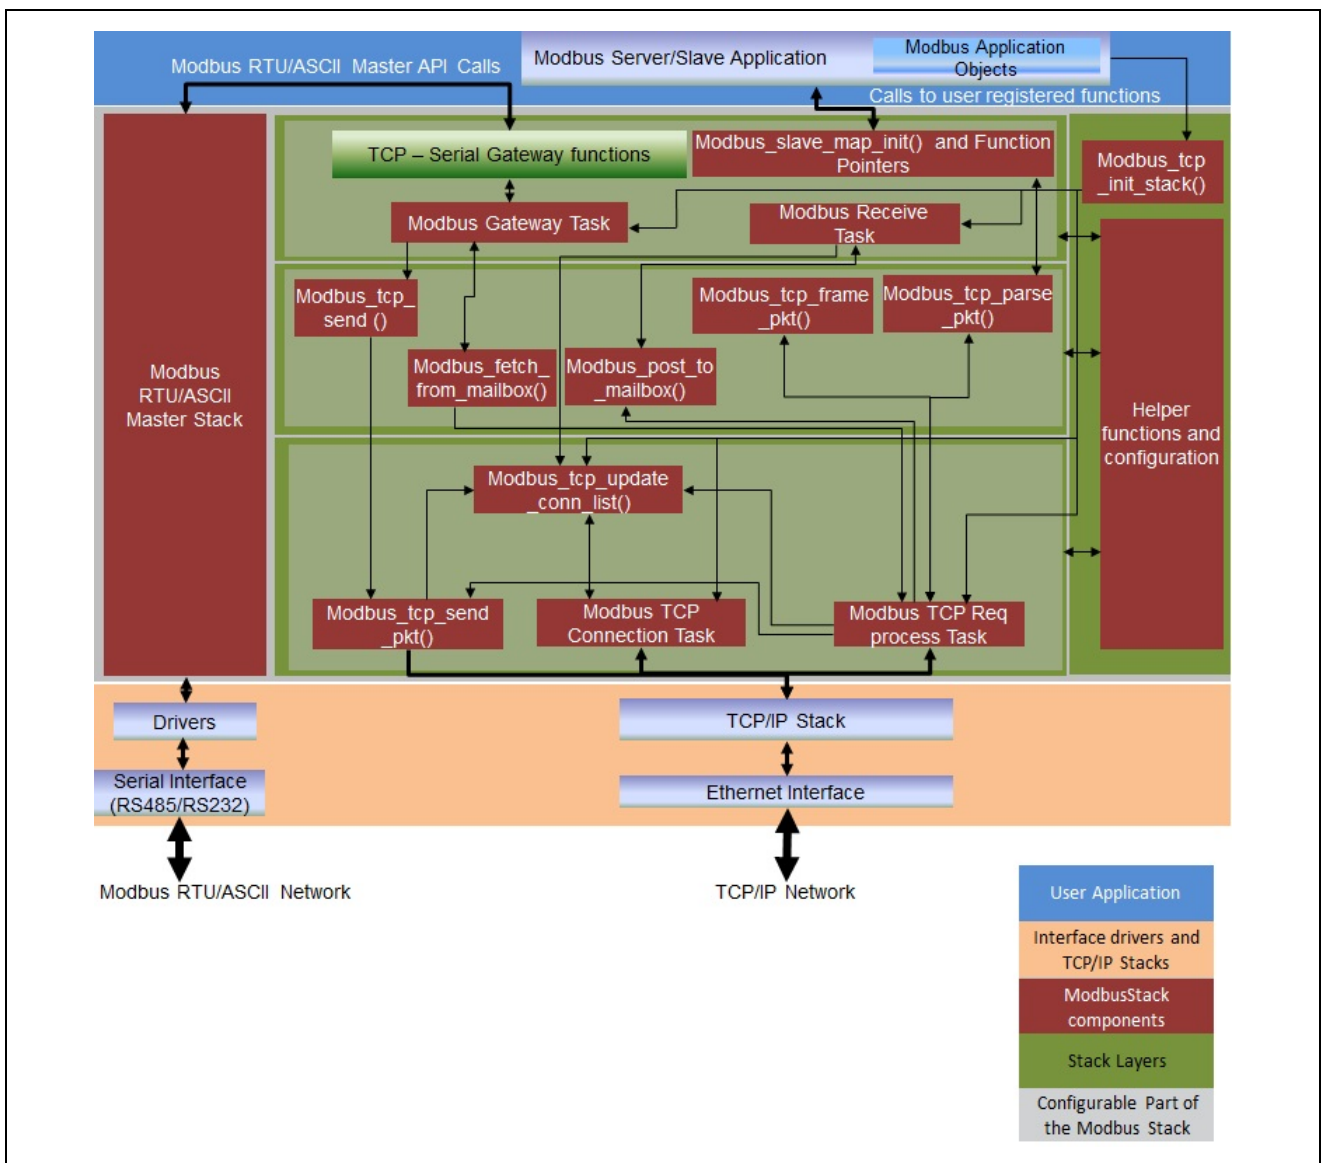 Modbus RTU/ASCII Master API Calls
Modbus Server/Slave Application
Modbus Application
Objects
Calls to user registered functions
TCP – Serial Gateway functions
Modbus_slave_map_init() and Function
Pointers
Modbus_tcp
_init_stack()
Modbus Gateway Task
Modbus Receive
Task
Modbus_tcp_
send ()
Modbus_tcp_frame
_pkt()
Modbus_tcp_parse
_pkt()
Modbus_fetch_
from_mailbox()
Modbus_post_to
_mailbox()
Modbus
RTU/ASCII
Master Stack
Helper
functions and
configuration
Modbus_tcp_update
_conn_list()
Modbus_tcp_send
_pkt()
Modbus TCP
Connection Task
Modbus TCP Req
process Task
Drivers
TCP/IP Stack
Serial Interface
(RS485/RS232)
Ethernet Interface
Modbus RTU/ASCII Network
TCP/IP Network
User Application
Interface drivers and
TCP/IP Stacks
ModbusStack
components
Stack Layers
Configurable Part of
the Modbus Stack